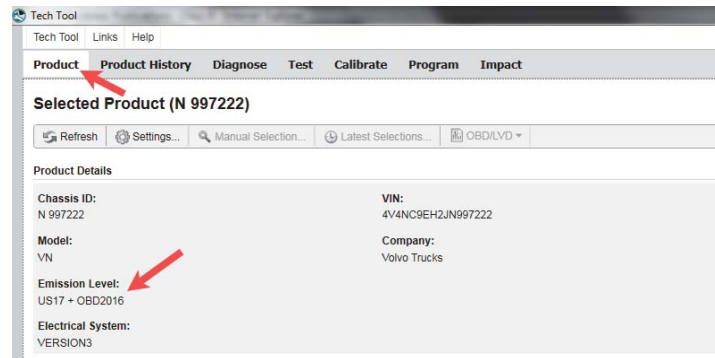 Tech Tool
Tech Tool Links Help
Product Product History Diagnose Test Calibrate Program Impact
Selected Product (N 997222)
Refresh Settings... Manual Selection... Latest Selections... OBD/LVD
Product Details
Chassis ID: VIN:
N 997222 4V4NC9EH2JN997222
Model: Company:
VN Volvo Trucks
Emission Level:
US17 + OBD2016
Electrical System:
VERSION3